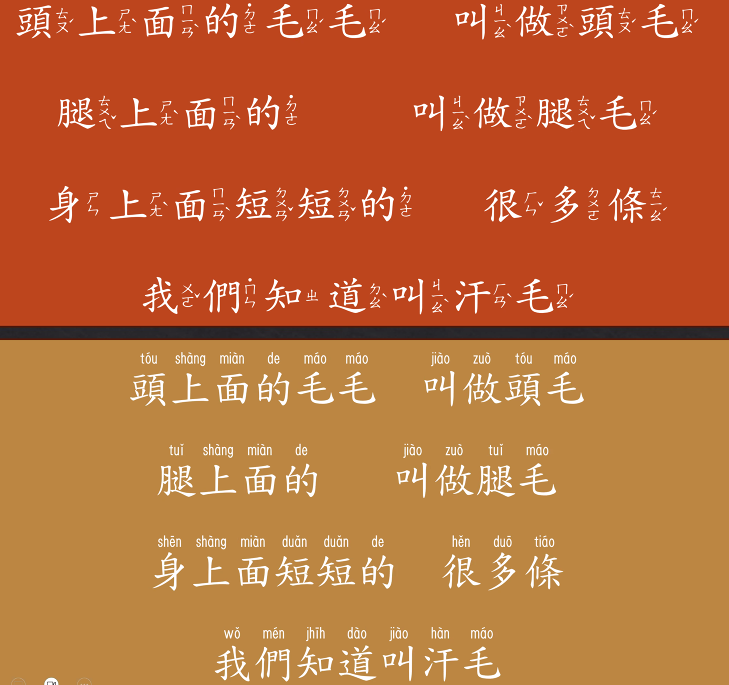 頭ㄊㄡˊ上ㄕㄤˋ面ㄇㄧㄢˋ的˙ㄉㄜ毛ㄇㄠˊ毛ㄇㄠˊ 叫ㄐㄧㄠˋ做ㄗㄨㄛˋ頭ㄊㄡˊ毛ㄇㄠˊ
腿ㄊㄨㄟˇ上ㄕㄤˋ面ㄇㄧㄢˋ的˙ㄉㄜ 叫ㄐㄧㄠˋ做ㄗㄨㄛˋ腿ㄊㄨㄟˇ毛ㄇㄠˊ
身ㄕㄣ上ㄕㄤˋ面ㄇㄧㄢˋ短ㄉㄨㄢˇ短ㄉㄨㄢˇ的˙ㄉㄜ 很ㄏㄣˇ多ㄉㄨㄛ條ㄊㄧㄠˊ
我ㄨㄛˇ們˙ㄇㄣ知ㄓ道ㄉㄠˋ叫ㄐㄧㄠˋ汗ㄏㄢˋ毛ㄇㄠˊ
tóu shàng miàn de máo máo jiào zuò tóu máo
頭上面的毛毛 叫做頭毛
tuǐ shàng miàn de jiào zuò tuǐ máo
腿上面的 叫做腿毛
shēn shàng miàn duǎn duǎn de hěn duō tiáo
身上面短短的 很多條
wǒ mén jhīh dào jiào hàn máo
我們知道叫汗毛